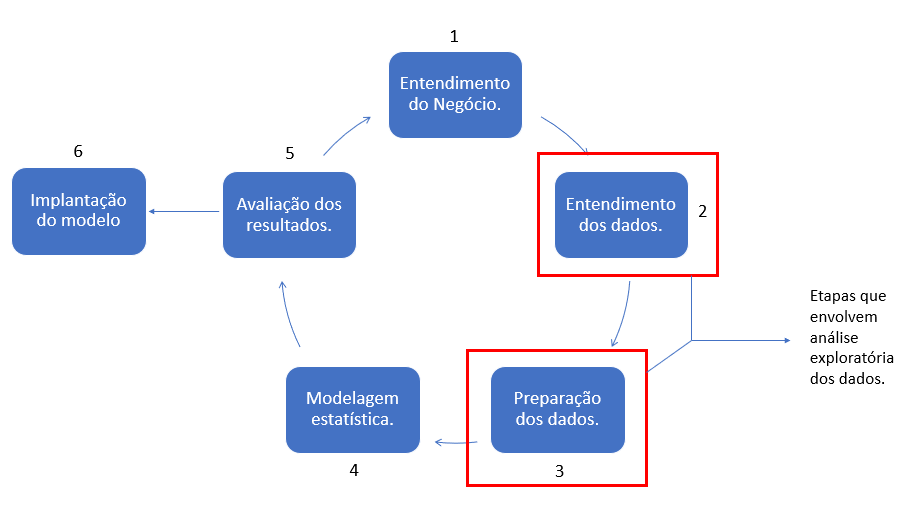 1
Entendimento
do Negócio.
6
Implantação
do modelo
5
Avaliação dos
resultados.
Entendimento
dos dados.
2
Etapas que
envolvem
análise
exploratória
dos dados.
Modelagem
estatística.
4
Preparação
dos dados.
3